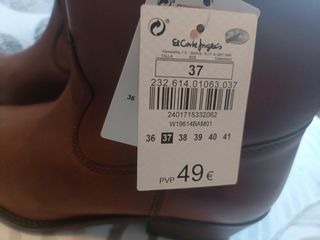 El Corte Inglés
TALLA
37
232.614.01063.037
2401715332062
W19614BAM01
36 37 38 39 40 41
PVP 49€
36